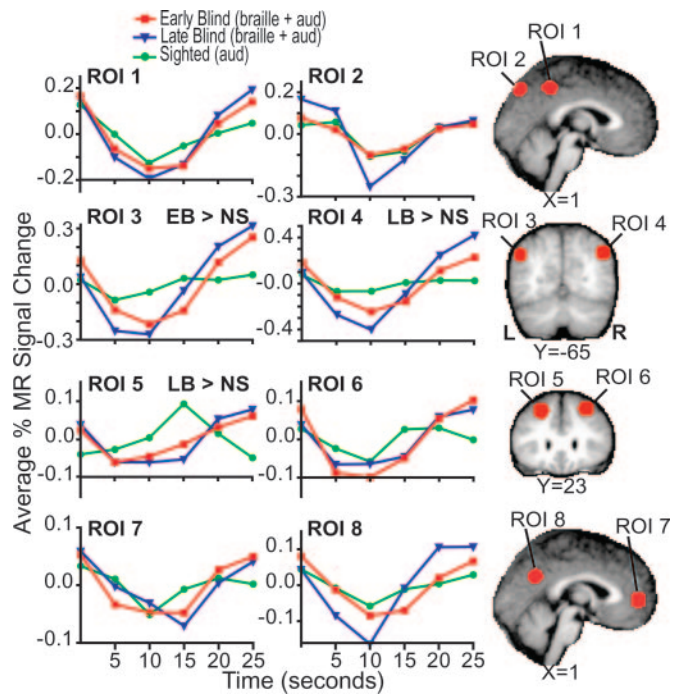 Early Blind (braille + aud)
Late Blind (braille + aud)
Sighted (aud)
ROI 1
0.2
0.0
-0.2
ROI 2
0.2
0.0
-0.3
ROI 2
ROI 1
X=1
ROI 3 EB > NS
0.3
0.0
-0.3
ROI 4 LB > NS
0.4
-0.0
-0.4
ROI 3
ROI 4
L
R
Y=-65
ROI 5 LB > NS
0.1
0.0
-0.1
ROI 6
0.1
0.0
-0.1
ROI 5
ROI 6
Y=23
ROI 7
0.1
0.0
-0.1
ROI 8
0.1
0.0
-0.1
ROI 8
ROI 7
X=1
5 10 15 20 25
5 10 15 20 25
Time (seconds)
Average % MR Signal Change